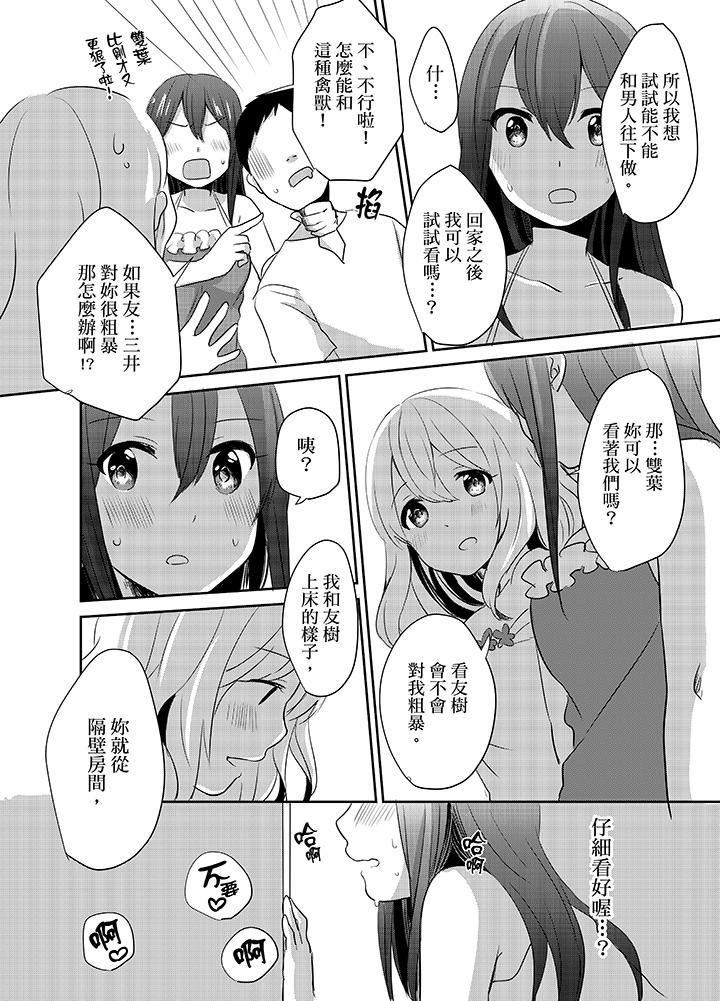 所以我想
試試能不能
和男人往下做。
什…
回家之後
我可以
試試看嗎…？
不、不行啦！
怎麼能和
這種禽獸！
掐
雙葉
比剛才又
更狠了啦！
如果友…三井
對妳很粗暴
那怎麼辦啊!?
那…雙葉
妳可以
看著我們嗎？
看友樹
會不會
對我粗暴。
咦？
我和友樹
上床的樣子，
妳就從
隔壁房間，
仔細看好喔…？
哈啊
哈啊
不要♡
啊
啊♡